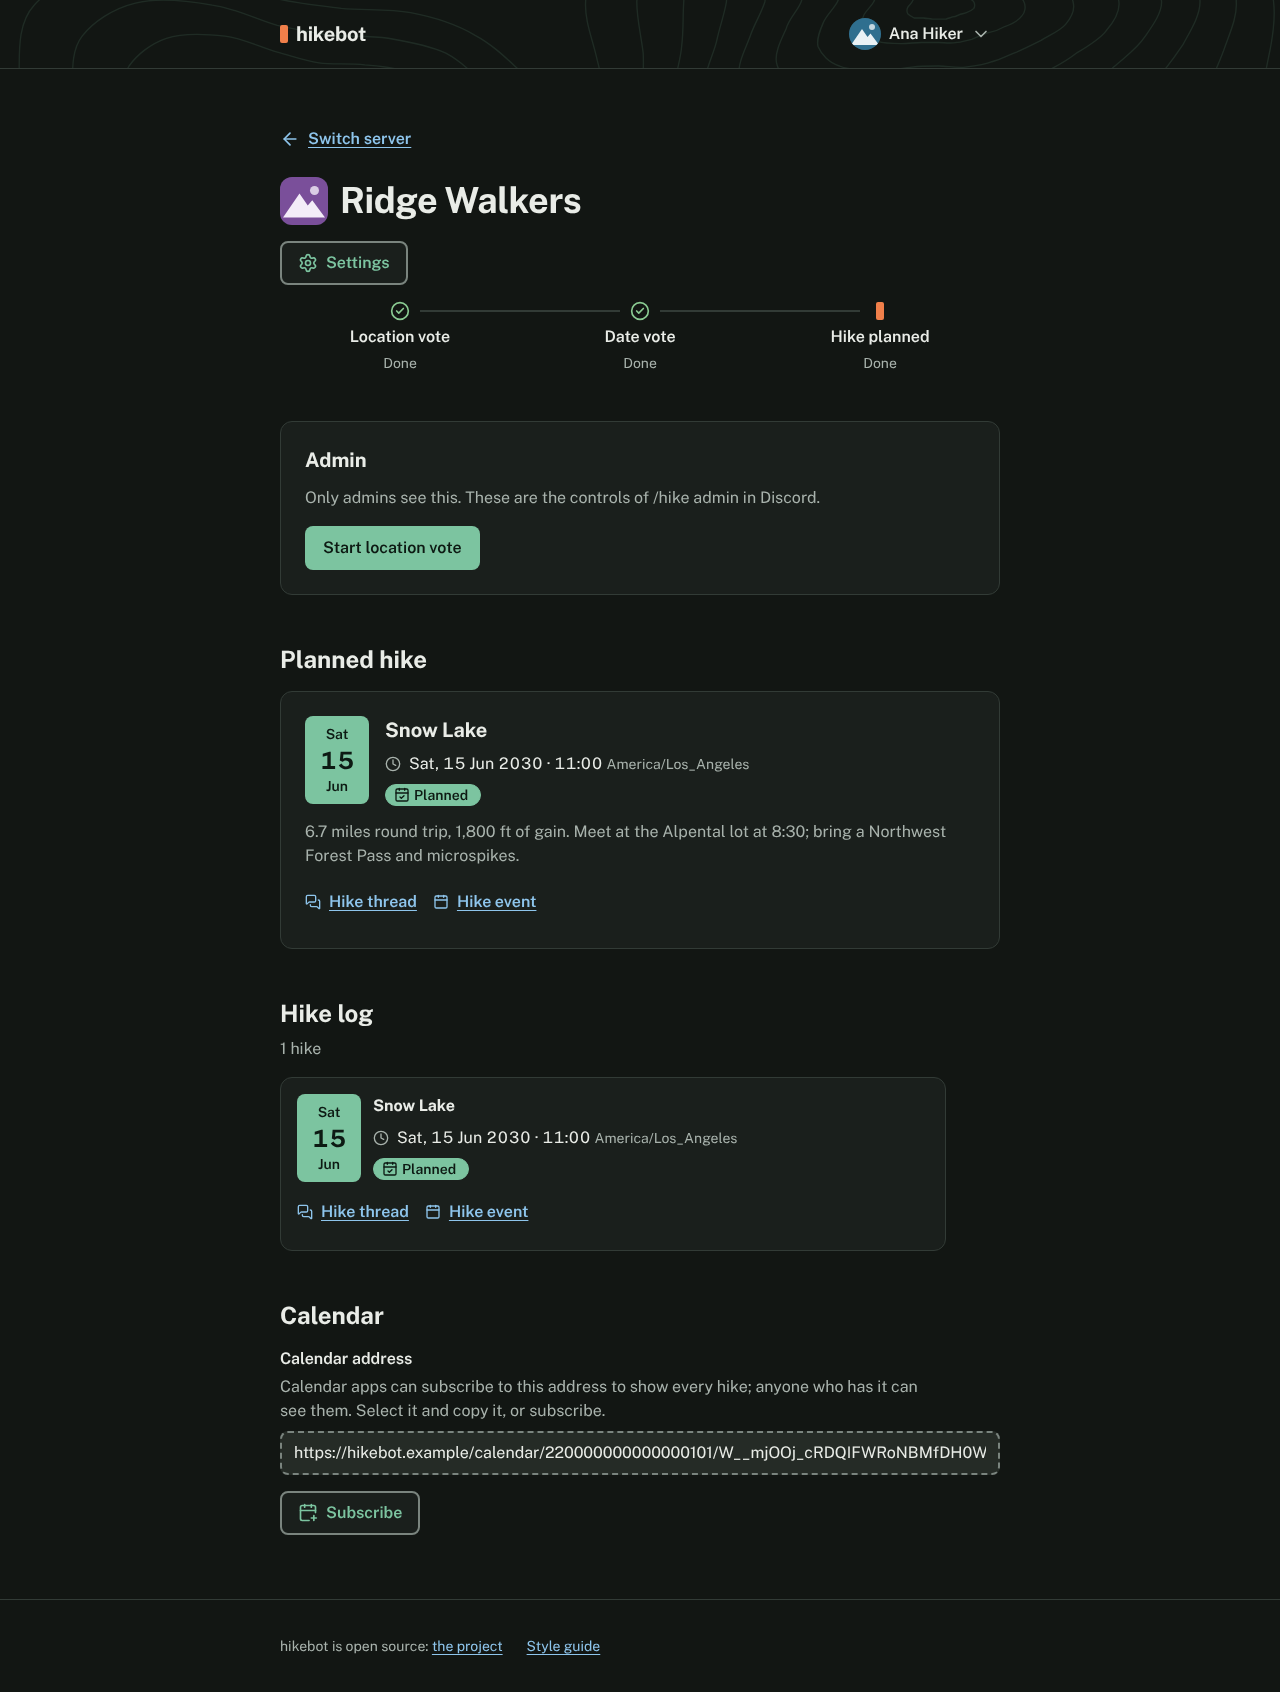 hikebot
Ana Hiker
Switch server
Ridge Walkers
Settings
Location vote
Date vote
Hike planned
Done
Done
Done
Admin
Only admins see this. These are the controls of /hike admin in Discord.
Start location vote
Planned hike
Sat
15
Jun
Snow Lake
Sat, 15 Jun 2030 · 11:00 America/Los_Angeles
Planned
6.7 miles round trip, 1,800 ft of gain. Meet at the Alpental lot at 8:30; bring a Northwest
Forest Pass and microspikes.
Hike thread
Hike event
Hike log
1 hike
Sat
15
Jun
Snow Lake
Sat, 15 Jun 2030 · 11:00 America/Los_Angeles
Planned
Hike thread
Hike event
Calendar
Calendar address
Calendar apps can subscribe to this address to show every hike; anyone who has it can
see them. Select it and copy it, or subscribe.
https://hikebot.example/calendar/220000000000000101/W__mjOOj_cRDQIFWRoNBMfDH0W
Subscribe
hikebot is open source: the project
Style guide